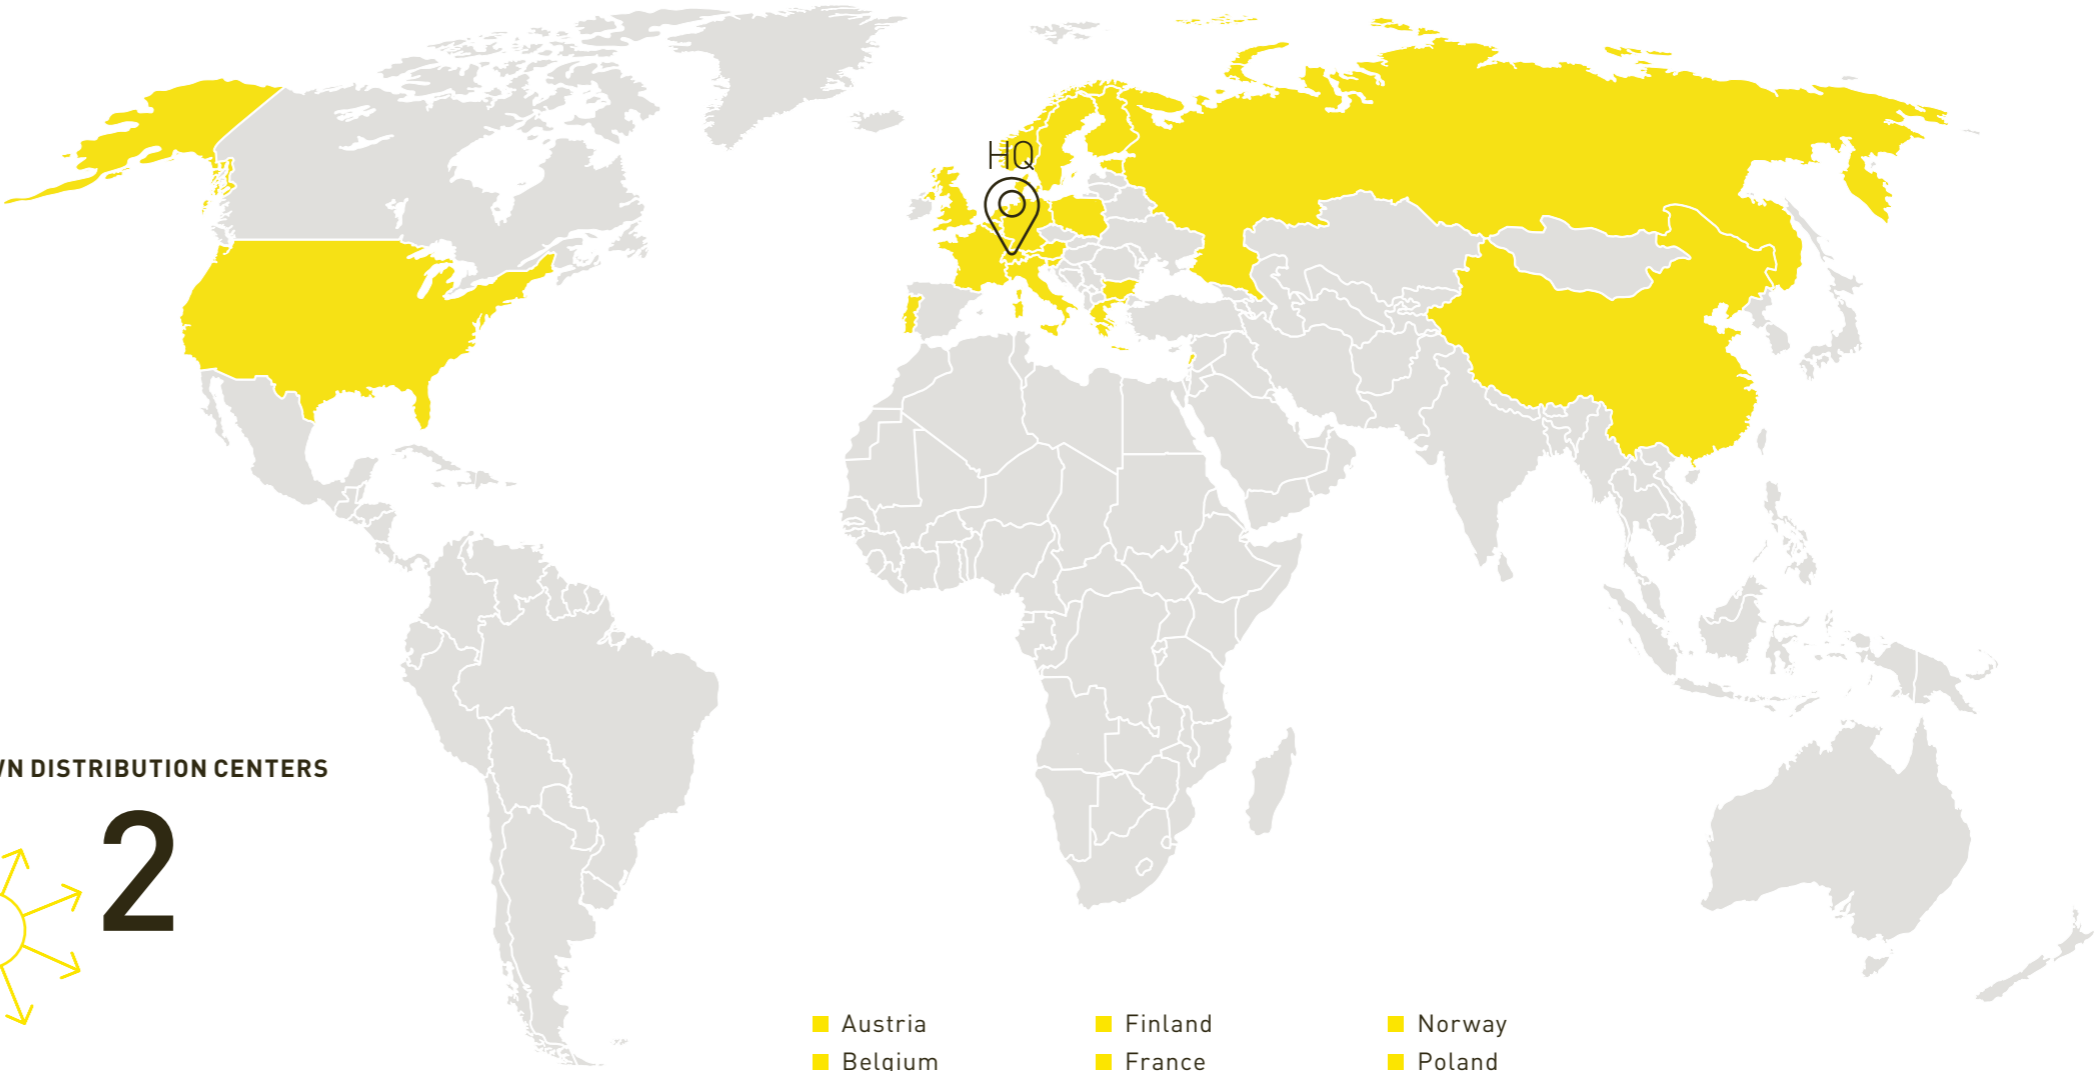 HQ
DISTRIBUTION CENTERS
2
Austria
Finland
Norway
Belgium
France
Poland